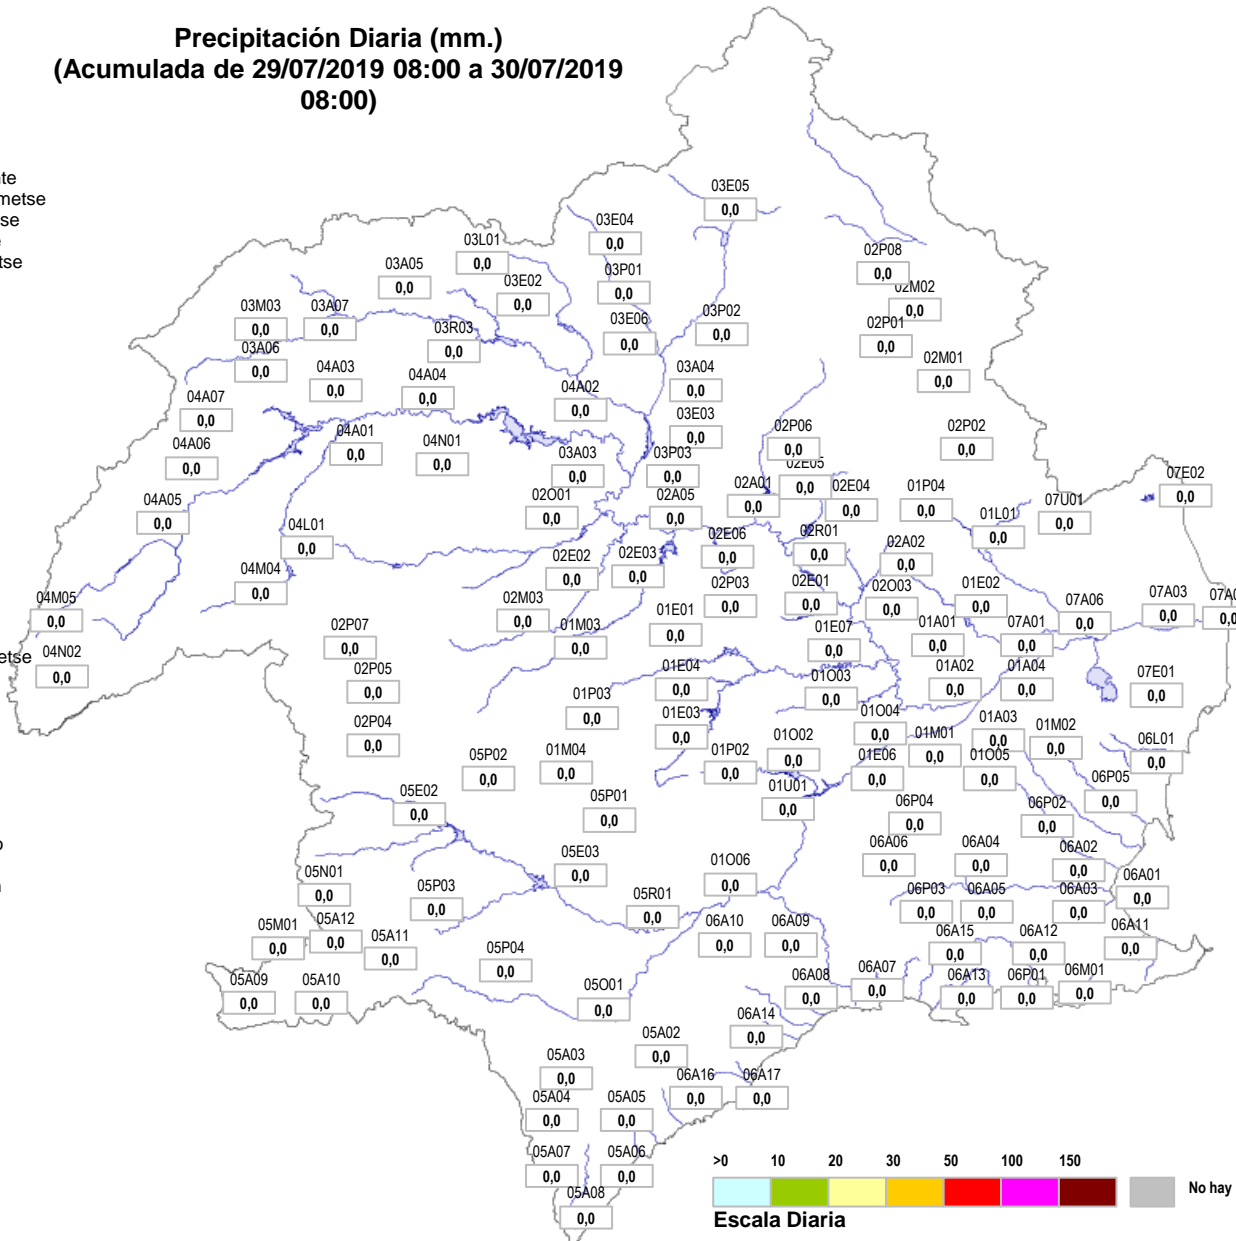 Precipitación Diaria (mm.)
(Acumulada de 29/07/2019 08:00 a 30/07/2019
08:00)
metse
03E05
0,0
03E04
0,0
03L01
0,0
02P08
0,0
03A05
0,0
03E02
0,0
03P01
0,0
02M02
0,0
03M03
0,0
03A07
0,0
03R03
0,0
03E06
0,0
03P02
0,0
02P01
0,0
03A06
0,0
04A03
0,0
04A04
0,0
04A02
0,0
03A04
0,0
02M01
0,0
04A07
0,0
03E03
0,0
04A01
0,0
04N01
0,0
02P06
0,0
02P02
0,0
04A06
0,0
03A03
0,0
03P03
0,0
02E05
0,0
07E02
0,0
04A05
0,0
02O01
0,0
02A05
0,0
02A01
0,0
02E04
0,0
01P04
0,0
07U01
0,0
01L01
0,0
04L01
0,0
02E02
0,0
02E03
0,0
02E06
0,0
02R01
0,0
02A02
0,0
04M04
0,0
04M05
0,0
02M03
0,0
02P03
0,0
02E01
0,0
02O03
0,0
01E02
0,0
07A06
0,0
07A03
0,0
07A0
0,0
02P07
0,0
01M03
0,0
01E01
0,0
01E07
0,0
01A01
0,0
07A01
0,0
etse
04N02
0,0
02P05
0,0
01E04
0,0
01O03
0,0
01A02
0,0
01A04
0,0
07E01
0,0
01P03
0,0
01E03
0,0
02P04
0,0
01O04
0,0
01A03
0,0
01M02
0,0
05P02
0,0
01M04
0,0
01P02
0,0
01O02
0,0
01M01
0,0
01E06
0,0
01O05
0,0
06L01
0,0
05E02
0,0
05P01
0,0
01U01
0,0
06P04
0,0
06P02
0,0
06P05
0,0
05E03
0,0
01O06
0,0
06A06
0,0
06A04
0,0
06A02
0,0
05N01
0,0
05P03
0,0
05R01
0,0
06P03
0,0
06A05
0,0
06A03
0,0
06A01
0,0
05M01
0,0
05A12
0,0
05A11
0,0
05P04
0,0
06A10
0,0
06A09
0,0
06A15
0,0
06A12
0,0
06A11
0,0
05A09
0,0
05A10
0,0
05O01
0,0
06A08
0,0
06A07
0,0
06A13
0,0
06P01
0,0
06M01
0,0
05A02
0,0
06A14
0,0
05A03
0,0
06A16
0,0
06A17
0,0
05A04
0,0
05A05
0,0
05A07
0,0
05A06
0,0
05A08
0,0
>0 10 20 30 50 100 150
No hay
Escala Diaria